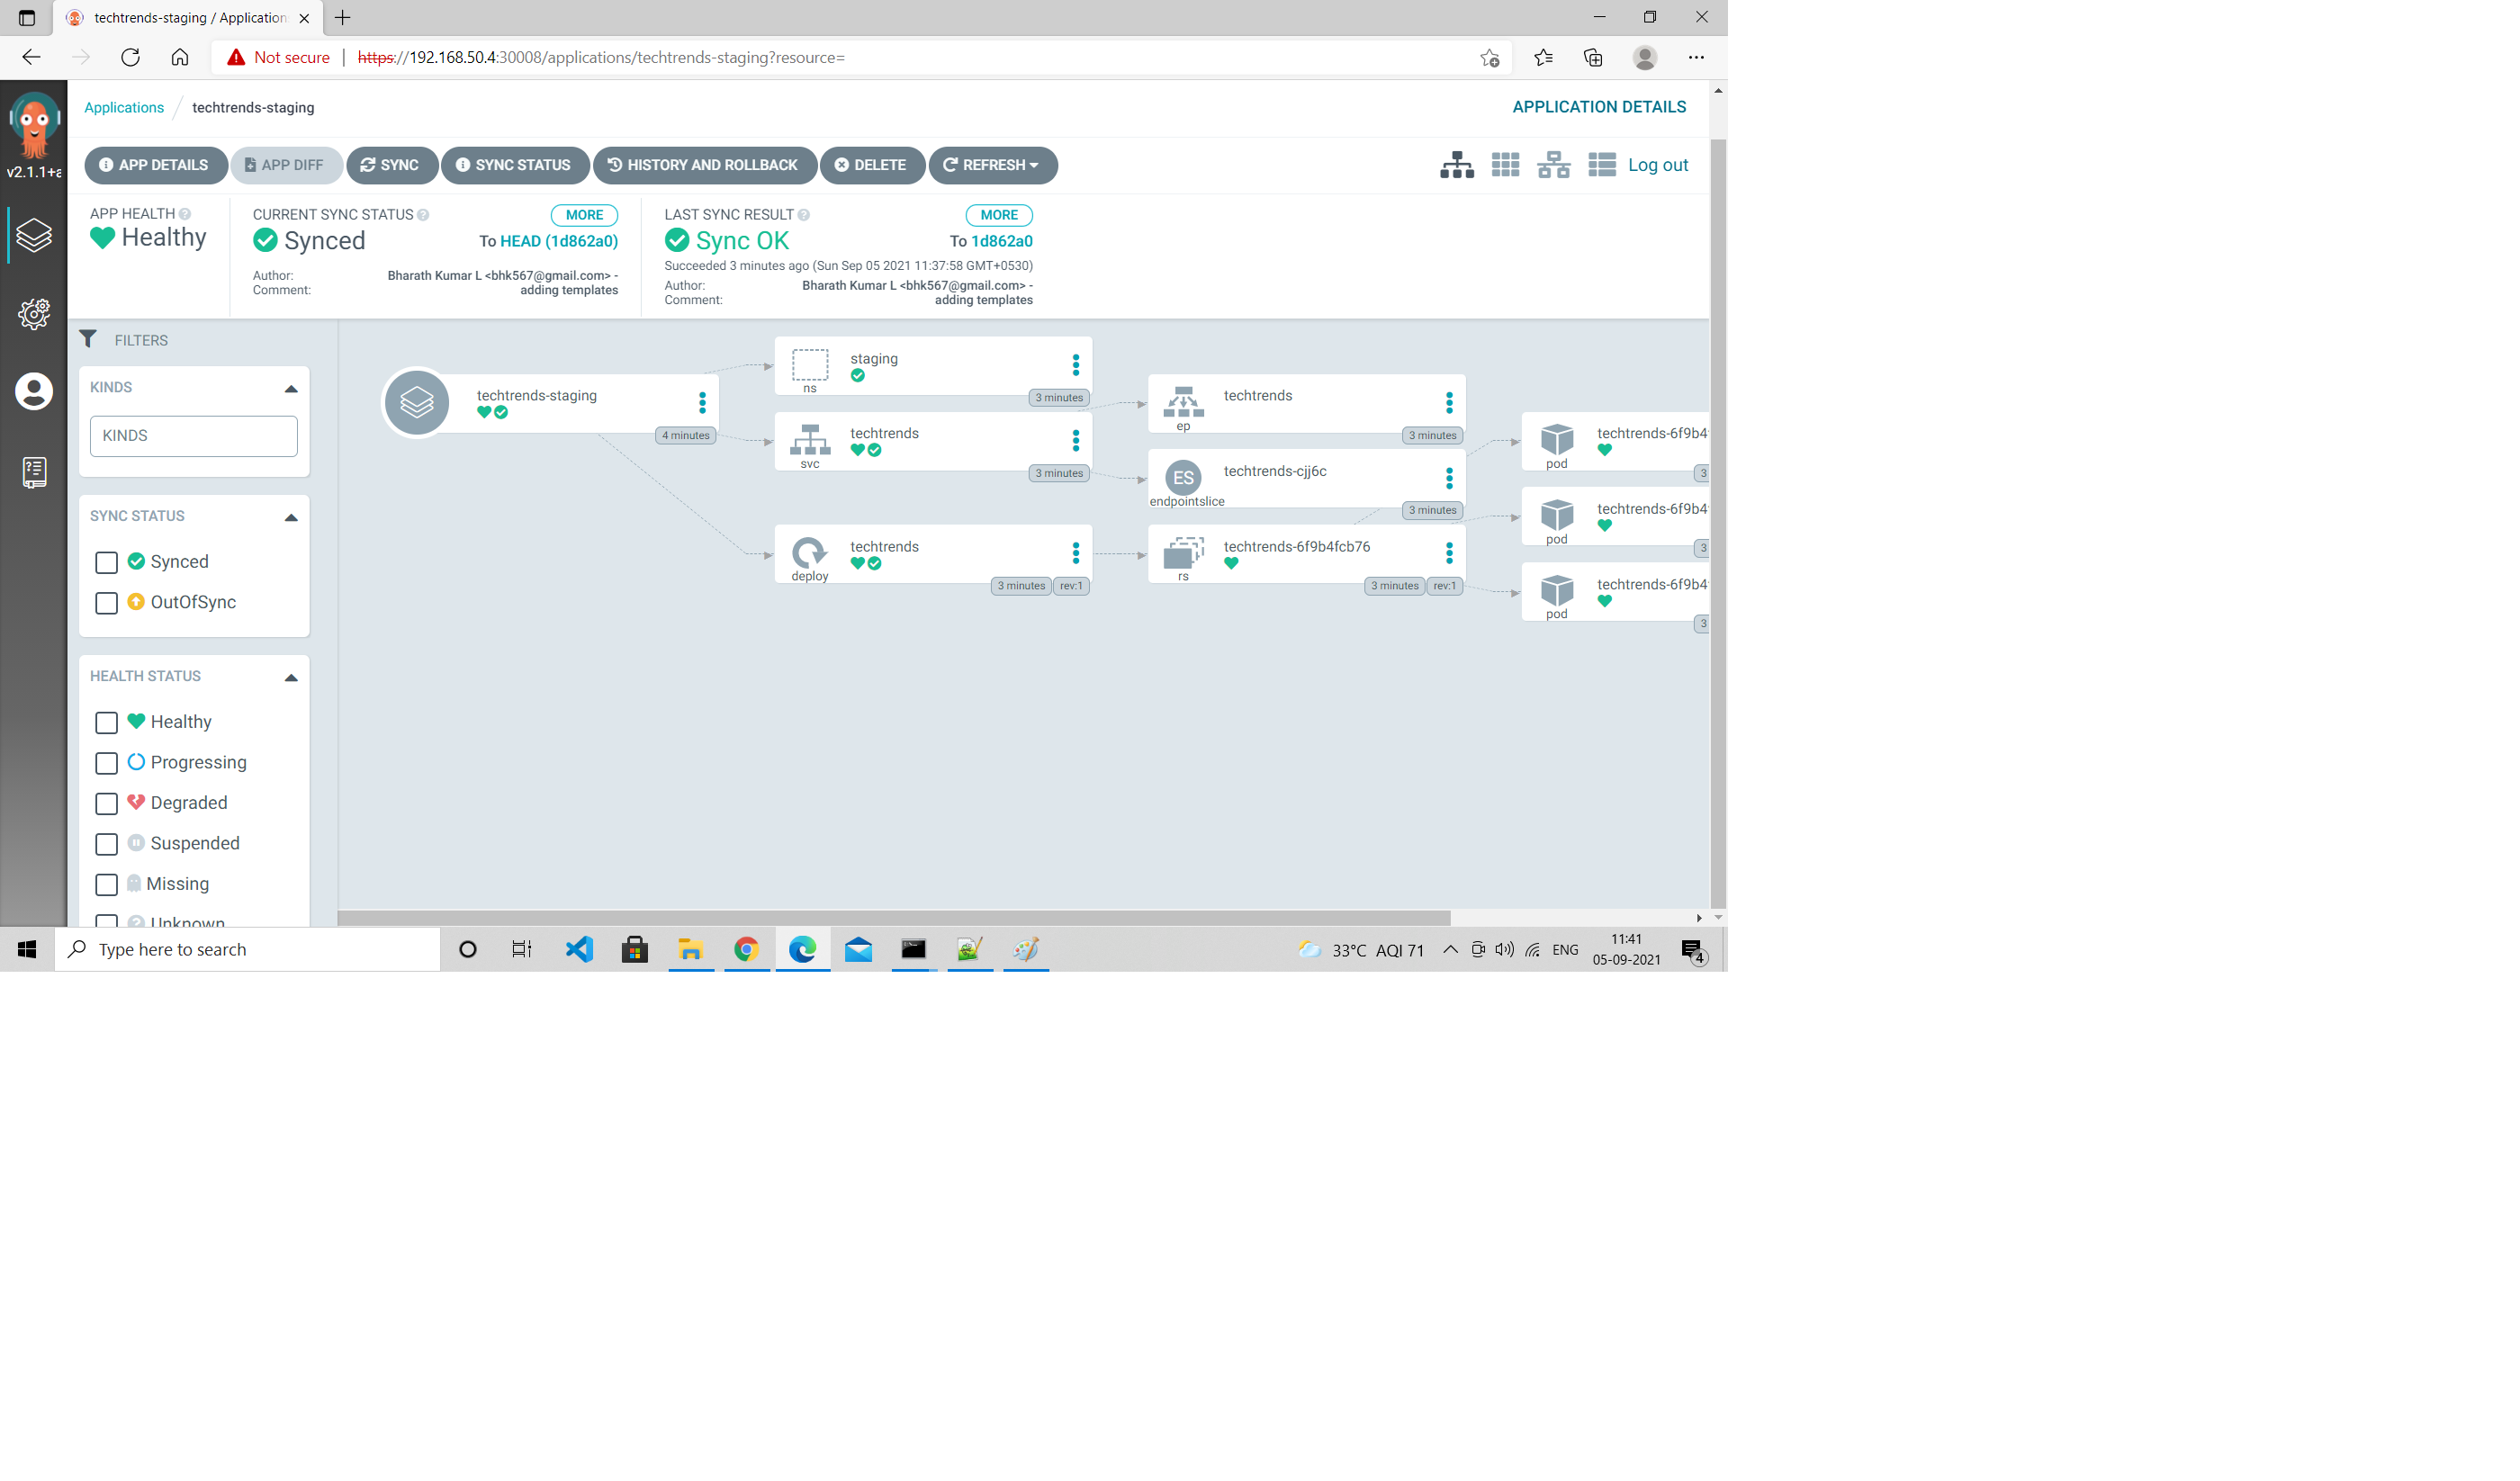 techtrends-staging / Application
Not secure | https://192.168.50.4:30008/applications/techtrends-staging?resource=
Applications / techtrends-staging
APPLICATION DETAILS
v2.1.1+a
APP DETAILS APP DIFF SYNC SYNC STATUS HISTORY AND ROLLBACK DELETE REFRESH
Log out
APP HEALTH
Healthy
CURRENT SYNC STATUS MORE
Synced To HEAD (1d862a0)
Author: Bharath Kumar L <bhk567@gmail.com> -
Comment: adding templates
LAST SYNC RESULT MORE
Sync OK To 1d862a0
Succeeded 3 minutes ago (Sun Sep 05 2021 11:37:58 GMT+0530)
Author: Bharath Kumar L <bhk567@gmail.com> -
Comment: adding templates
FILTERS
KINDS
KINDS
SYNC STATUS
Synced
OutOfSync
HEALTH STATUS
Healthy
Progressing
Degraded
Suspended
Missing
Unknown
techtrends-staging
4 minutes
staging
ns
3 minutes
techtrends
svc
3 minutes
techtrends
deploy
3 minutes rev:1
techtrends
ep
3 minutes
ES
techtrends-cjj6c
endpointslice
3 minutes
techtrends-6f9b4fcb76
rs
3 minutes rev:1
techtrends-6f9b4
pod
3
techtrends-6f9b4
pod
3
techtrends-6f9b4
pod
3
Type here to search
33°C AQI 71
ENG
11:41
05-09-2021
4